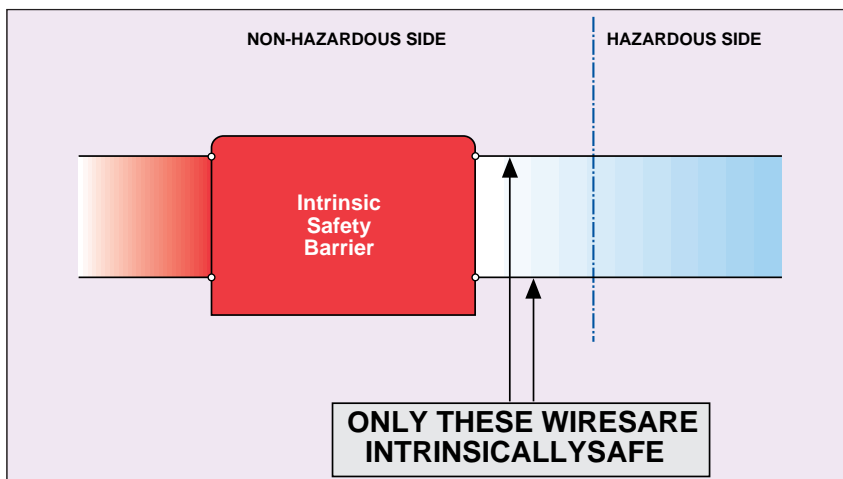 NON-HAZARDOUS SIDE
HAZARDOUS SIDE
Intrinsic
Safety
Barrier
ONLY THESE WIRESARE
INTRINSICALLYSAFE